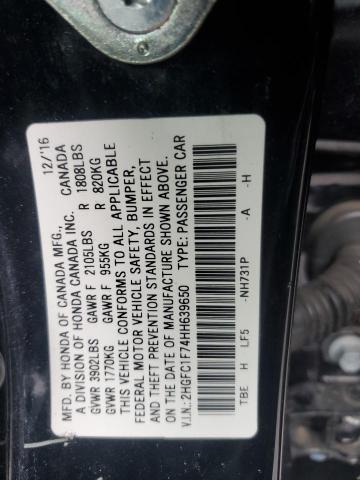 MFD. BY HONDA OF CANADA MFG., 12/'16
A DIVISION OF HONDA CANADA INC. CANADA
GVWR 3902LBS GAWR F 2105LBS R 1808LBS
GVWR 1770KG GAWR F 955KG R 820KG
THIS VEHICLE CONFORMS TO ALL APPLICABLE
FEDERAL MOTOR VEHICLE SAFETY, BUMPER,
AND THEFT PREVENTION STANDARDS IN EFFECT
ON THE DATE OF MANUFACTURE SHOWN ABOVE.
V.I.N.: 2HGFC1F74HH639650 TYPE: PASSENGER CAR
TBE H LF5 -NH731P -A -H